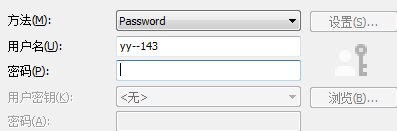 方法(M): Password 设置(S)...
用户名(U): yy--143
密码(P):
用户密钥(K): <无> 浏览(B)...
密码(A):